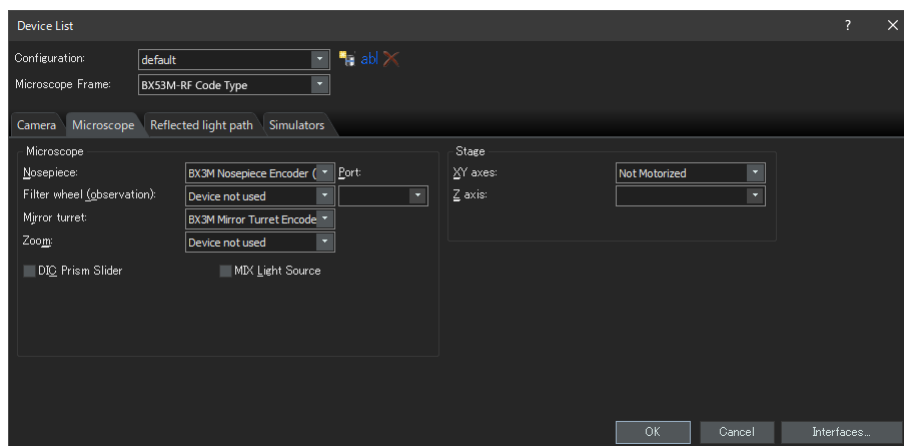 Device List ? ×
Configuration: default abl
Microscope Frame: BX53M-RF Code Type
Camera Microscope Reflected light path Simulators
Microscope
Nosepiece: BX3M Nosepiece Encoder ( Port:
Filter wheel (observation): Device not used
Mirror turret: BX3M Mirror Turret Encode
Zoom: Device not used
DIC Prism Slider MIX Light Source
Stage
XY axes: Not Motorized
Z axis:
OK Cancel Interfaces...